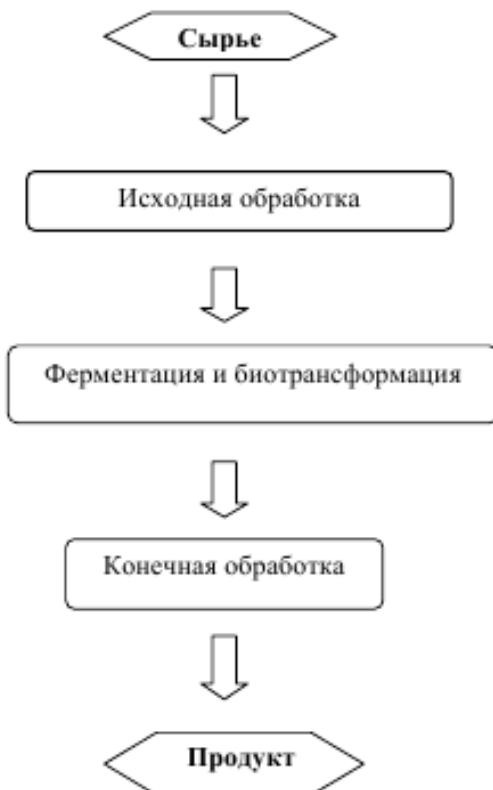 Сырье
Исходная обработка
Ферментация и биотрансформация
Конечная обработка
Продукт